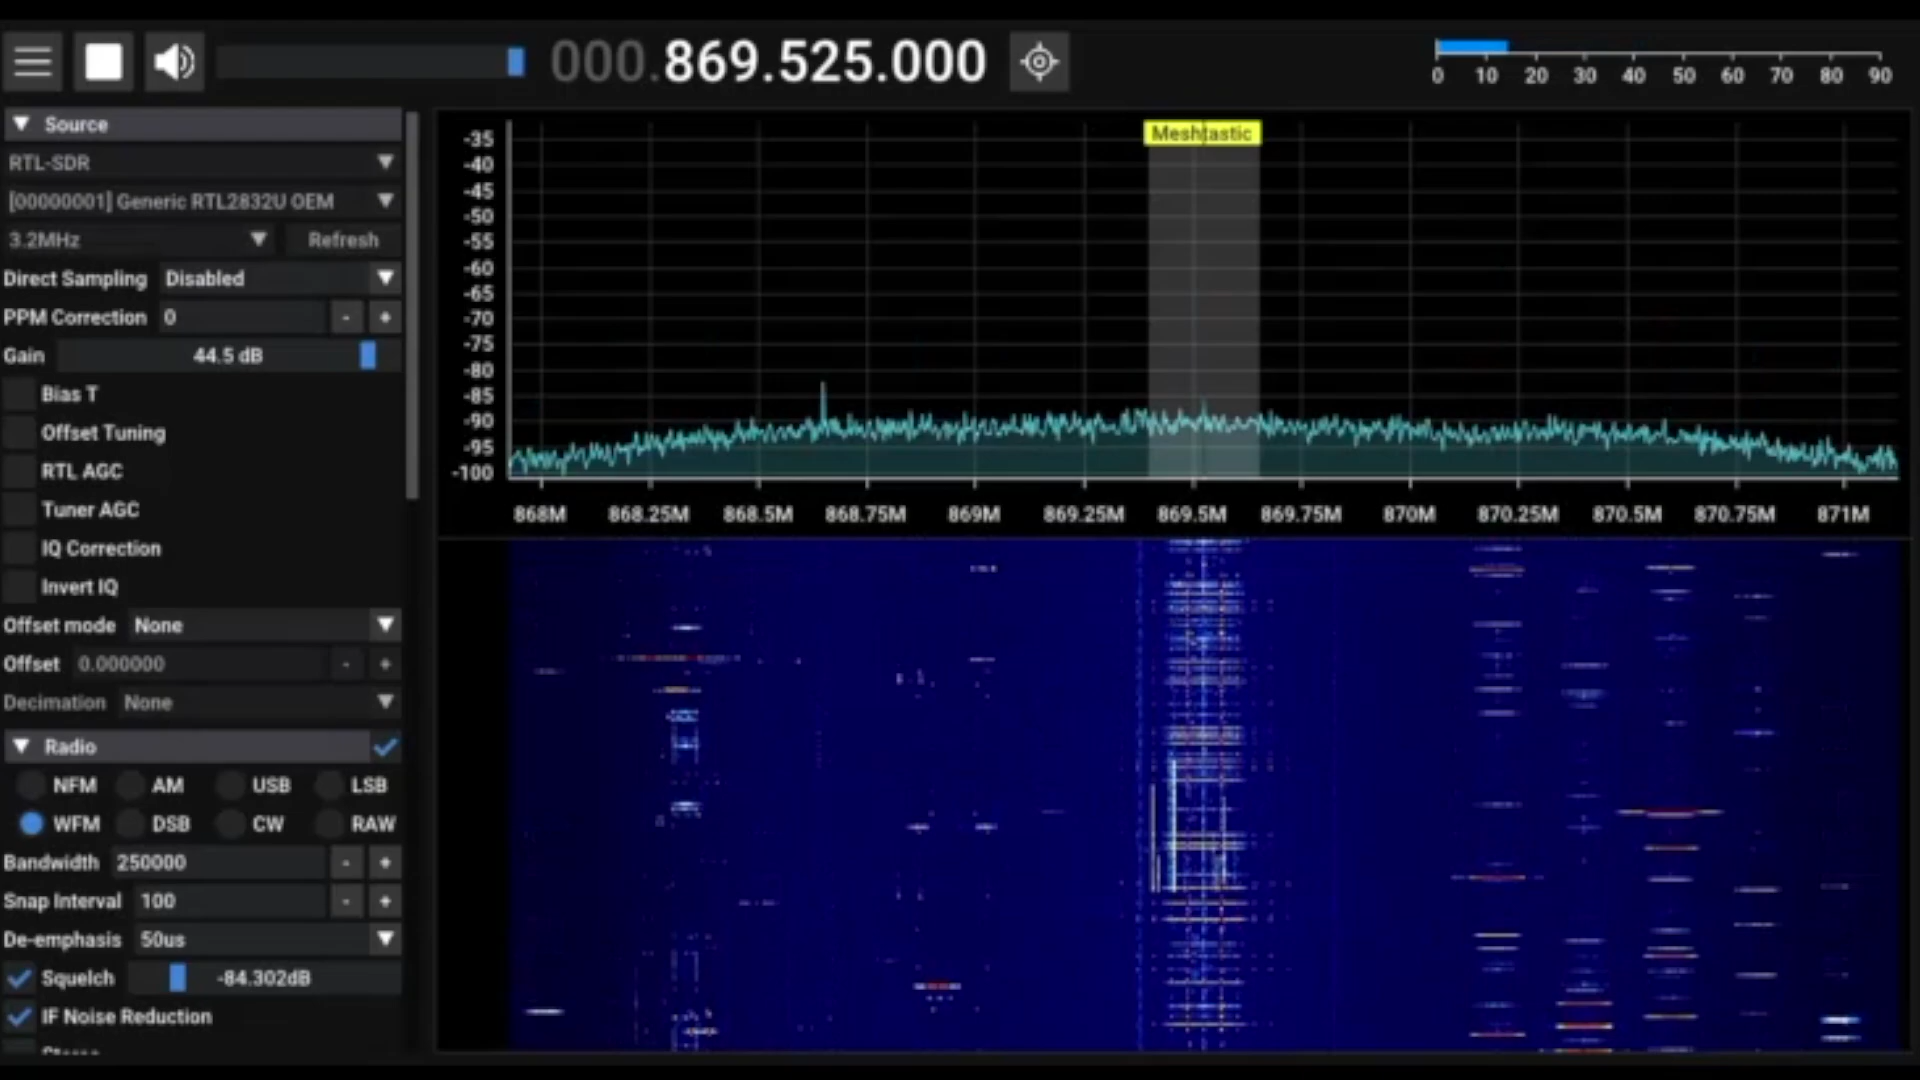 000.869.525.000
0 10 20 30 40 50 60 70 80 90
Source
RTL-SDR
[00000001] Generic RTL2832U OEM
3.2MHz Refresh
Direct Sampling Disabled
PPM Correction 0 - +
Gain 44.5 dB
Bias T
Offset Tuning
RTL AGC
Tuner AGC
IQ Correction
Invert IQ
Offset mode None
Offset 0.000000 - +
Decimation None
Radio
NFM AM USB LSB
WFM DSB CW RAW
Bandwidth 250000 - +
Snap Interval 100 - +
De-emphasis 50us
Squelch -84.302dB
IF Noise Reduction
Meshtastic
-35
-40
-45
-50
-55
-60
-65
-70
-75
-80
-85
-90
-95
-100
868M 868.25M 868.5M 868.75M 869M 869.25M 869.5M 869.75M 870M 870.25M 870.5M 870.75M 871M